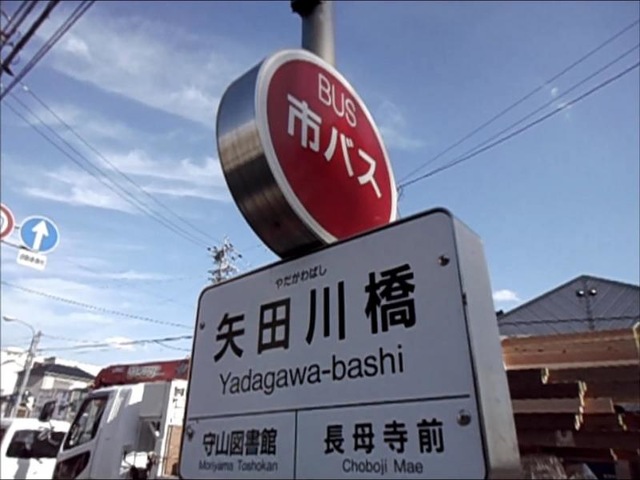 BUS
市バス
やだがわばし
矢田川橋
Yadagawa-bashi
守山図書館
Moriyama Toshokan
長母寺前
Choboji Mae